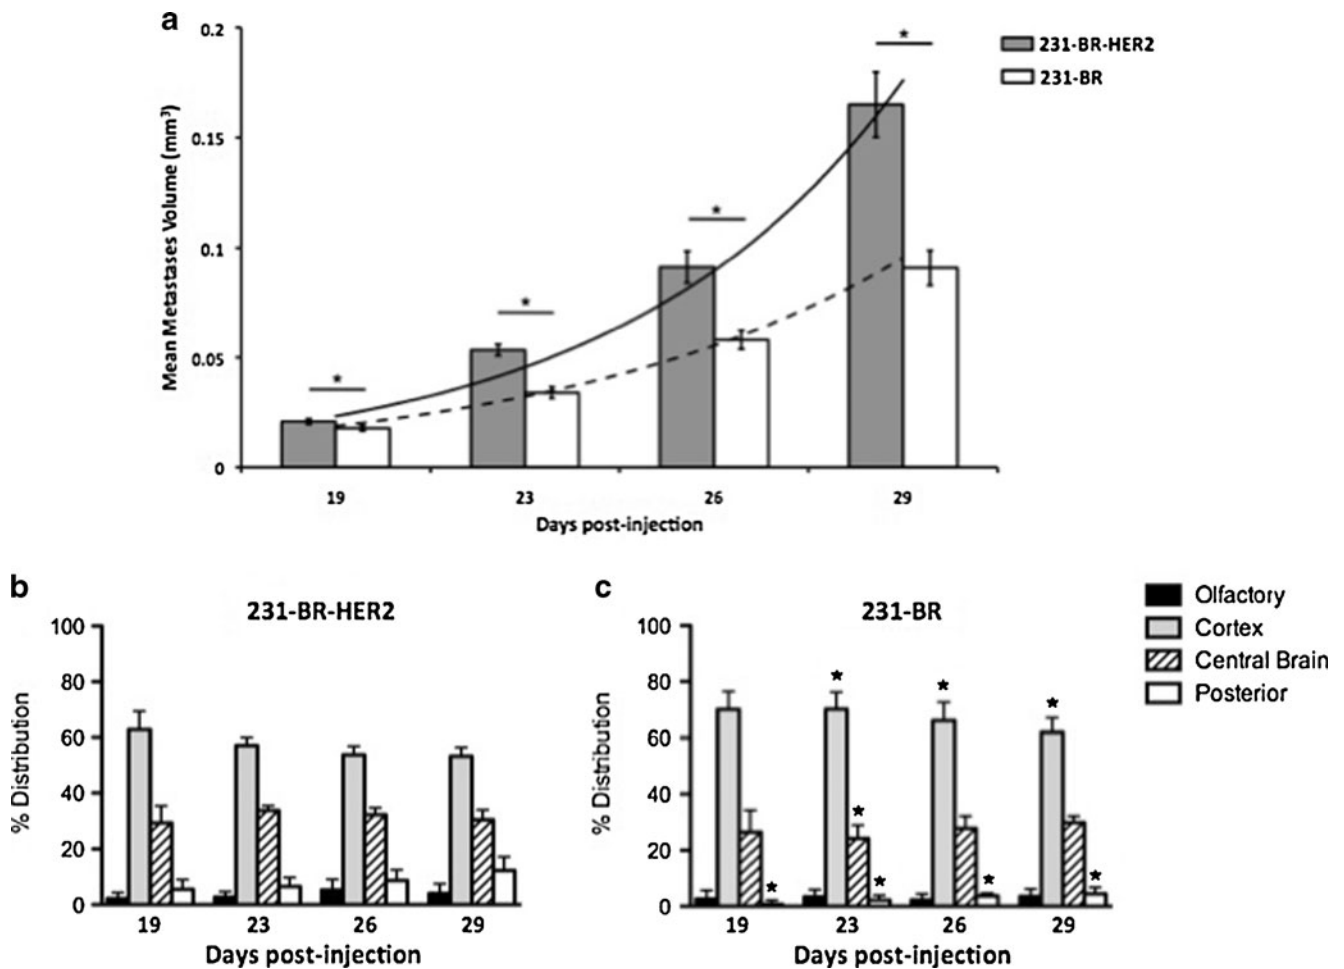 a
0.2
0.15
0.1
0.05
0
Mean Metastases Volume (mm³)
* * * *
19 23 26 29
Days post-injection
231-BR-HER2
231-BR
b
231-BR-HER2
100
80
60
40
20
0
% Distribution
19 23 26 29
Days post-injection
c
231-BR
100
80
60
40
20
0
% Distribution
★ ★ ★ ★ ★ ★ ★ ★
19 23 26 29
Days post-injection
Olfactory
Cortex
Central Brain
Posterior